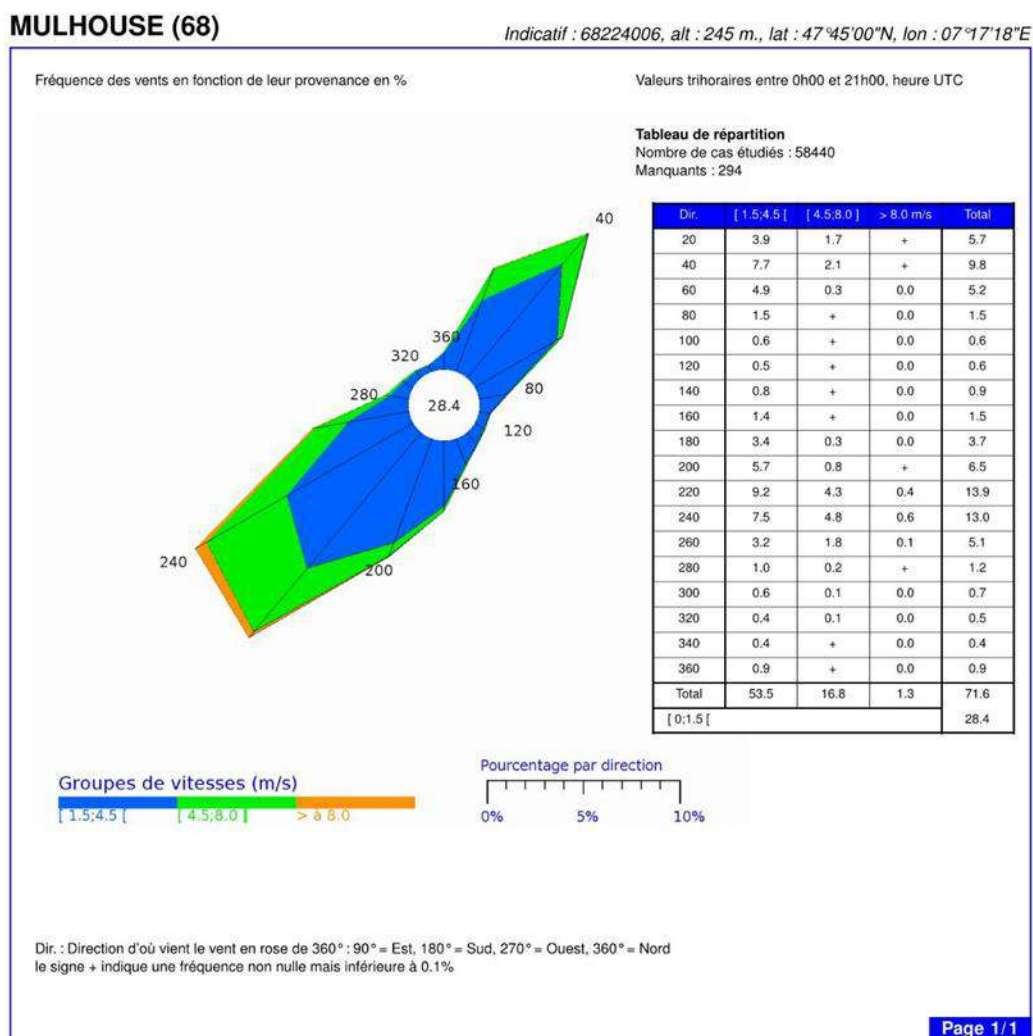 MULHOUSE (68)
Indicatif : 68224006, alt : 245 m., lat : 47°45'00"N, lon : 07°17'18"E
Fréquence des vents en fonction de leur provenance en %
Valeurs trihoraires entre 0h00 et 21h00, heure UTC
Tableau de répartition
Nombre de cas étudiés : 58440
Manquants : 294
Dir. [ 1.5;4.5 [ [ 4.5;8.0 ] > 8.0 m/s Total
20 3.9 1.7 + 5.7
40 7.7 2.1 + 9.8
60 4.9 0.3 0.0 5.2
80 1.5 + 0.0 1.5
100 0.6 + 0.0 0.6
120 0.5 + 0.0 0.6
140 0.8 + 0.0 0.9
160 1.4 + 0.0 1.5
180 3.4 0.3 0.0 3.7
200 5.7 0.8 + 6.5
220 9.2 4.3 0.4 13.9
240 7.5 4.8 0.6 13.0
260 3.2 1.8 0.1 5.1
280 1.0 0.2 + 1.2
300 0.6 0.1 0.0 0.7
320 0.4 0.1 0.0 0.5
340 0.4 + 0.0 0.4
360 0.9 + 0.0 0.9
Total 53.5 16.8 1.3 71.6
[ 0;1.5 [ 28.4
40
360
320
280
80
28.4
120
160
240
200
Groupes de vitesses (m/s)
[ 1.5;4.5 [ [ 4.5;8.0 ] > à 8.0
Pourcentage par direction
0% 5% 10%
Dir. : Direction d'où vient le vent en rose de 360° : 90° = Est, 180° = Sud, 270° = Ouest, 360° = Nord
le signe + indique une fréquence non nulle mais inférieure à 0.1%
Page 1/1